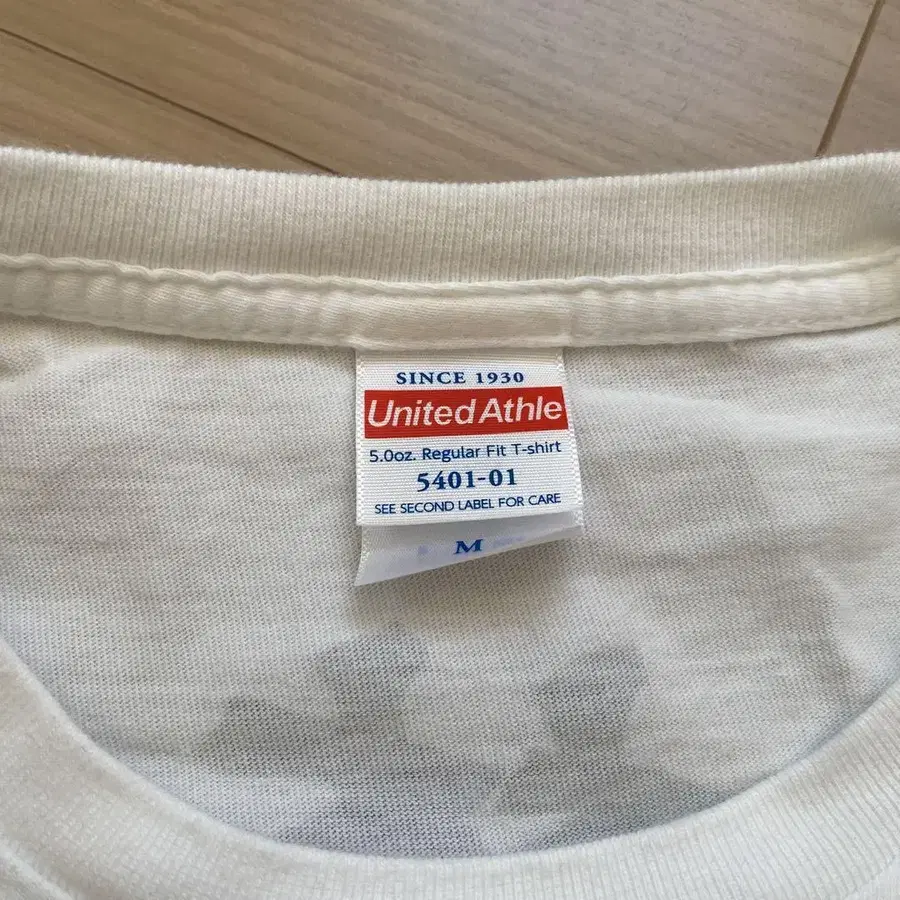 SINCE 1930
United Athle
5.0oz. Regular Fit T-shirt
5401-01
SEE SECOND LABEL FOR CARE
M